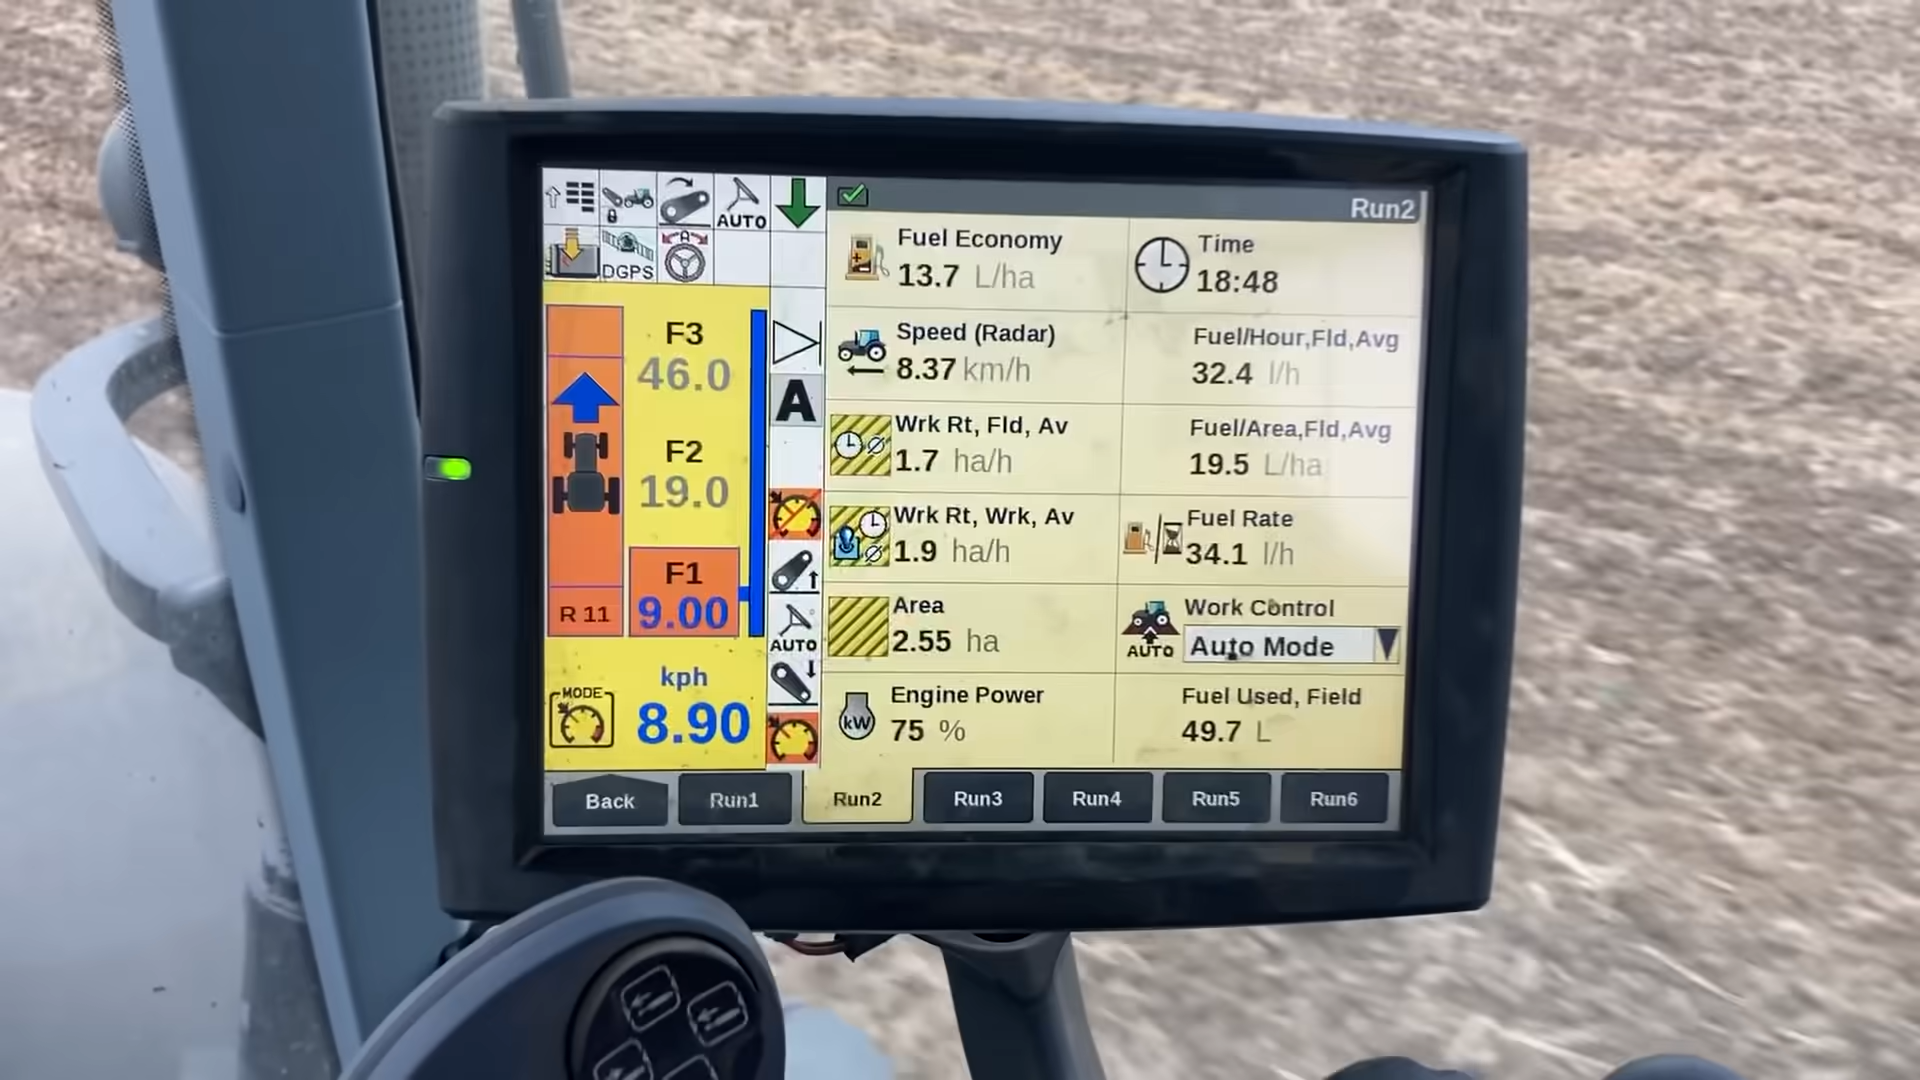 AUTO
DGPS
A
F3
46.0
F2
19.0
F1
9.00
R 11
kph
MODE
8.90
A
AUTO
Run2
Fuel Economy
13.7 L/ha
Time
18:48
Speed (Radar)
8.37 km/h
Fuel/Hour,Fld,Avg
32.4 l/h
Wrk Rt, Fld, Av
1.7 ha/h
Fuel/Area,Fld,Avg
19.5 L/ha
Wrk Rt, Wrk, Av
1.9 ha/h
Fuel Rate
34.1 l/h
Area
2.55 ha
Work Control
AUTO
Auto Mode
kW
Engine Power
75 %
Fuel Used, Field
49.7 L
Back
Run1
Run2
Run3
Run4
Run5
Run6